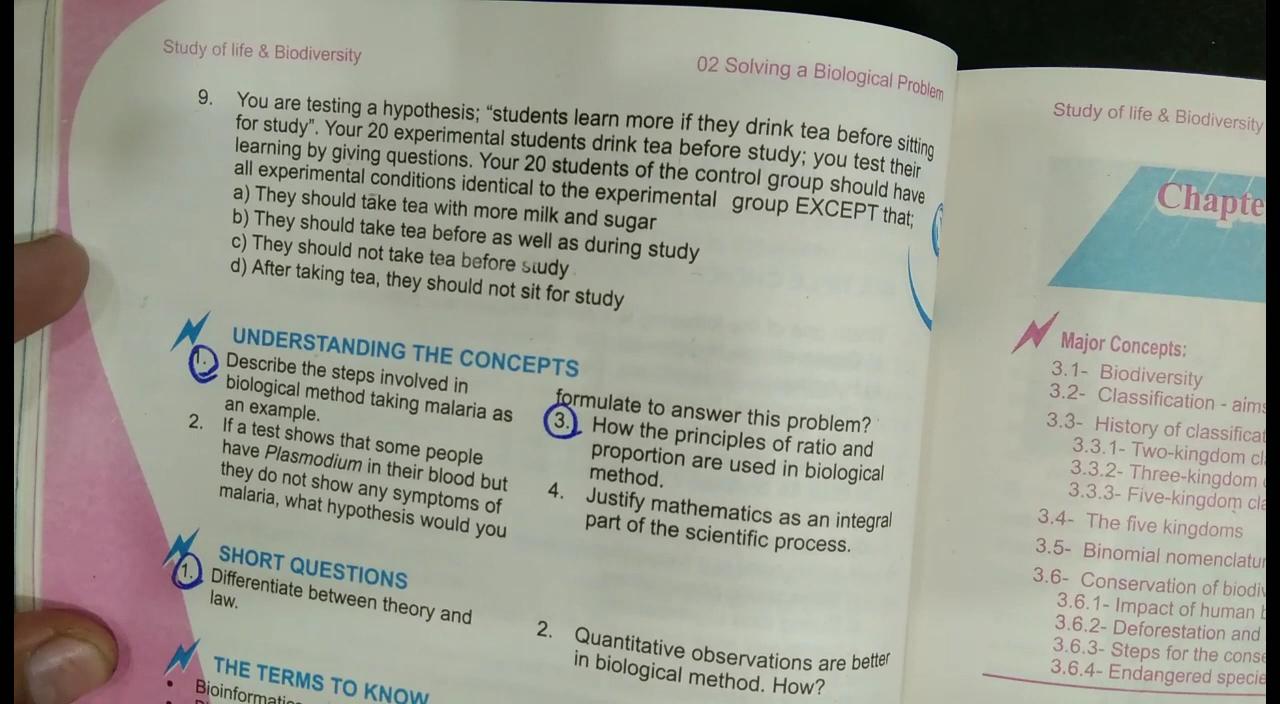 Study of life & Biodiversity
02 Solving a Biological Problem
9. You are testing a hypothesis; “students learn more if they drink tea before sitting
for study”. Your 20 experimental students drink tea before study; you test their
learning by giving questions. Your 20 students of the control group should have
all experimental conditions identical to the experimental group EXCEPT that;
a) They should take tea with more milk and sugar
b) They should take tea before as well as during study
c) They should not take tea before study
d) After taking tea, they should not sit for study
UNDERSTANDING THE CONCEPTS
1. Describe the steps involved in
biological method taking malaria as
an example.
2. If a test shows that some people
have Plasmodium in their blood but
they do not show any symptoms of
malaria, what hypothesis would you
formulate to answer this problem?
3. How the principles of ratio and
proportion are used in biological
method.
4. Justify mathematics as an integral
part of the scientific process.
SHORT QUESTIONS
1. Differentiate between theory and
law.
2. Quantitative observations are better
in biological method. How?
THE TERMS TO KNOW
Study of life & Biodiversity
Major Concepts:
3.1- Biodiversity
3.2- Classification - aims
3.3- History of
3.3.1- Two-kingdom
3.3.2- Three-kingdom
3.3.3- Five-kingdom
3.4- The five kingdoms
3.5- Binomial
3.6- Conservation of
3.6.1- Impact of human
3.6.2- Deforestation and
3.6.3- Steps for the
3.6.4- Endangered